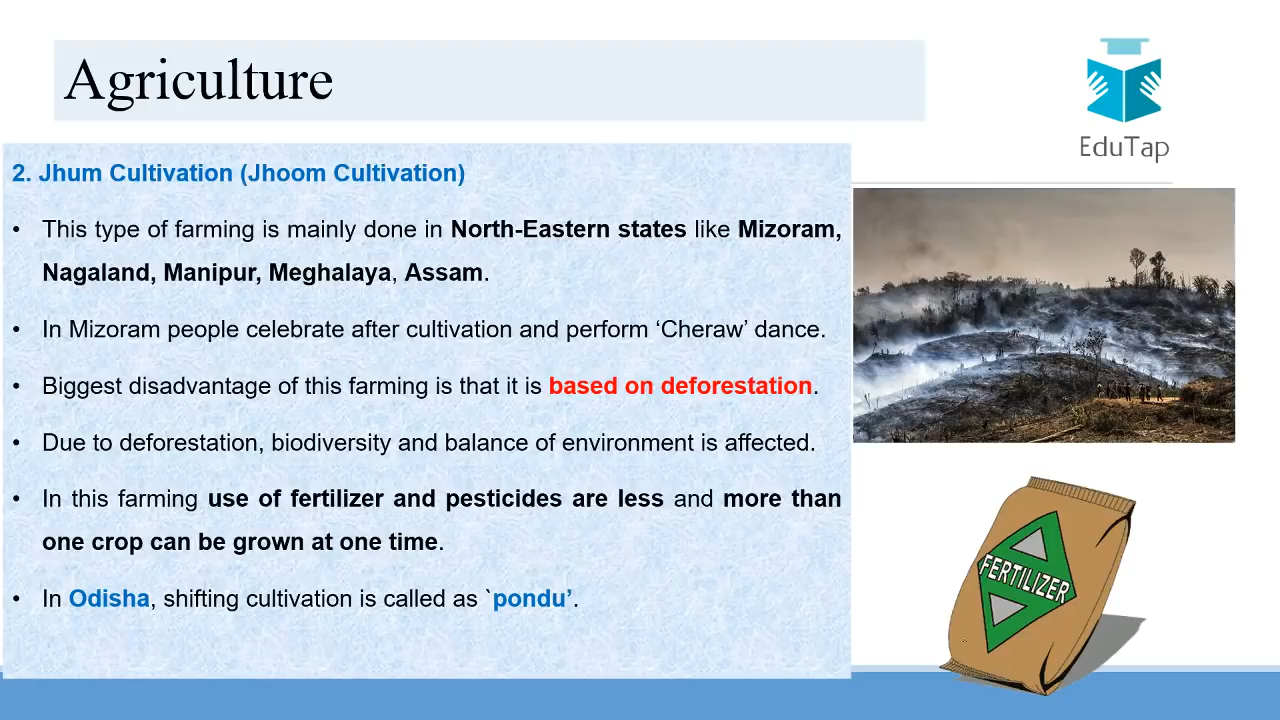 Agriculture
EduTap
2. Jhum Cultivation (Jhoom Cultivation)
• This type of farming is mainly done in North-Eastern states like Mizoram,
Nagaland, Manipur, Meghalaya, Assam.
• In Mizoram people celebrate after cultivation and perform ‘Cheraw’ dance.
• Biggest disadvantage of this farming is that it is based on deforestation.
• Due to deforestation, biodiversity and balance of environment is affected.
• In this farming use of fertilizer and pesticides are less and more than
one crop can be grown at one time.
• In Odisha, shifting cultivation is called as `pondu’.
FERTILIZER